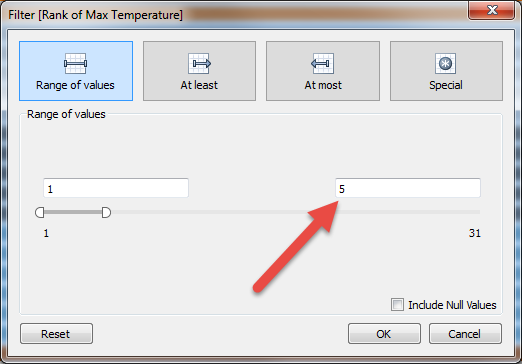 Filter [Rank of Max Temperature]
Range of values At least At most Special
Range of values
1 5
1 31
Include Null Values
Reset OK Cancel